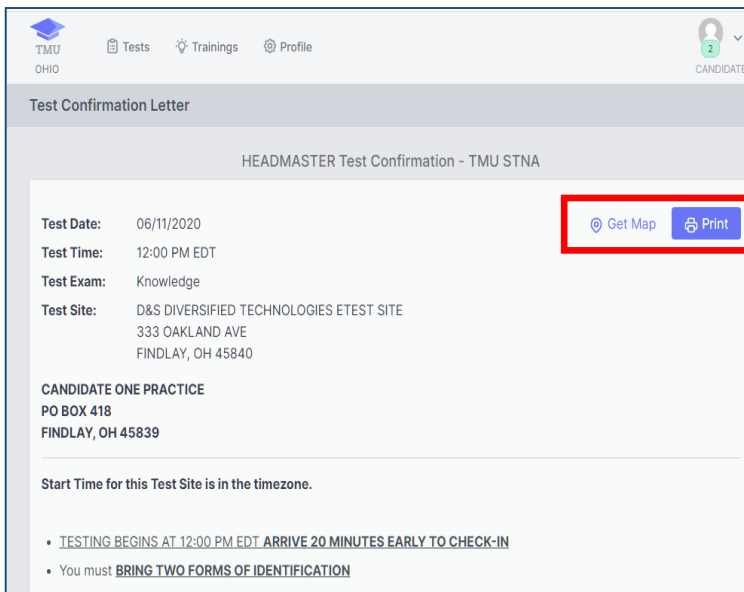 TMU
OHIO
Tests
Trainings
Profile
2
CANDIDATE
Test Confirmation Letter
HEADMASTER Test Confirmation - TMU STNA
Get Map
Print
Test Date: 06/11/2020
Test Time: 12:00 PM EDT
Test Exam: Knowledge
Test Site: D&S DIVERSIFIED TECHNOLOGIES ETEST SITE
333 OAKLAND AVE
FINDLAY, OH 45840
CANDIDATE ONE PRACTICE
PO BOX 418
FINDLAY, OH 45839
Start Time for this Test Site is in the timezone.
• TESTING BEGINS AT 12:00 PM EDT ARRIVE 20 MINUTES EARLY TO CHECK-IN
• You must BRING TWO FORMS OF IDENTIFICATION